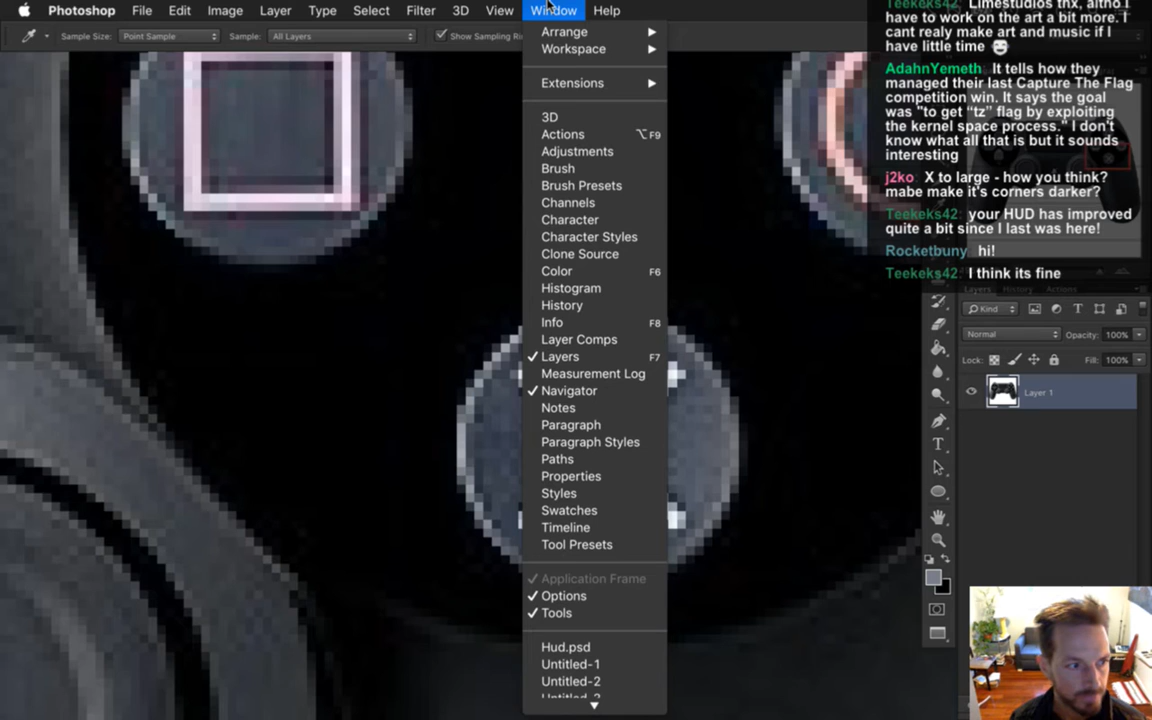 Photoshop File Edit Image Layer Type Select Filter 3D View Window Help
Sample Size: Point Sample Sample: All Layers Show Sampling Ri
Arrange
Workspace
Extensions
3D
Actions ⌥F9
Adjustments
Brush
Brush Presets
Channels
Character
Character Styles
Clone Source
Color F6
Histogram
History
Info F8
Layer Comps
Layers F7
Measurement Log
Navigator
Notes
Paragraph
Paragraph Styles
Paths
Properties
Styles
Swatches
Timeline
Tool Presets
Application Frame
Options
Tools
Hud.psd
Untitled-1
Untitled-2
Teekeks42: Limestudios thx, altho I
have to work on the art a bit more. I
cant realy make art and music if I
have little time
AdahnYemeth It tells how they
managed their last Capture The Flag
competition win. It says the goal
was "to get “tz” flag by exploiting
the kernel space process." I don't
know what all that is but it sounds
interesting
j2ko X to large - how you think?
mabe make it's corners darker?
Teekeks42: your HUD has improved
quite a bit since I last was here!
Rocketbuny hi!
Teekeks42: I think its fine
Layers History Actions
Kind
Normal Opacity: 100%
Lock: Fill: 100%
Layer 1